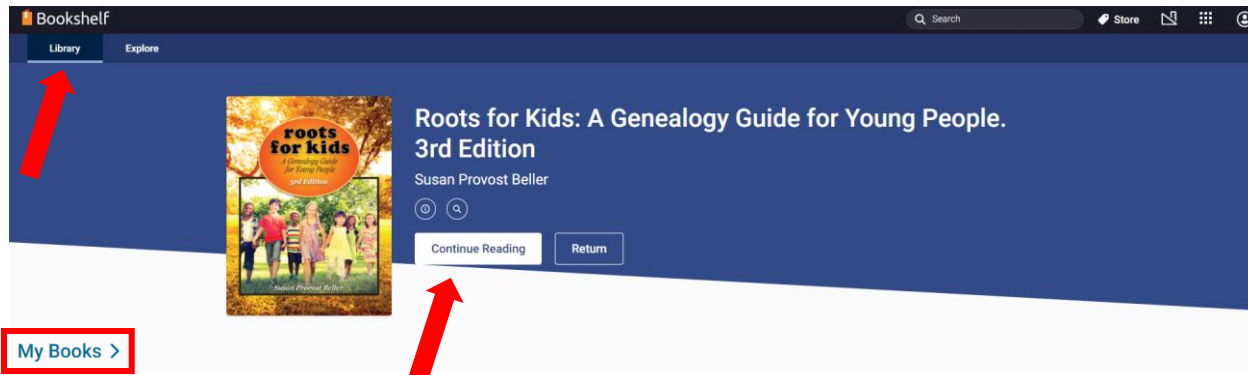 Bookshelf
Search
Store
Library
Explore
roots
for kids
A Genealogy Guide
for Young People
3rd Edition
Susan Provost Beller
Roots for Kids: A Genealogy Guide for Young People.
3rd Edition
Susan Provost Beller
Continue Reading
Return
My Books >